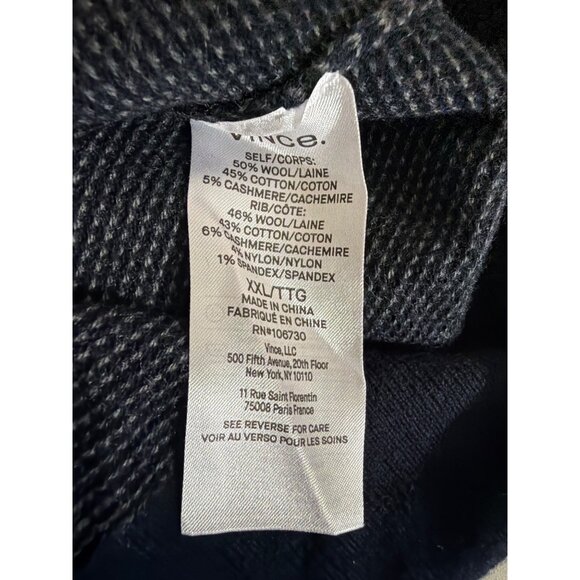 Vince.
SELF/CORPS:
50% WOOL/LAINE
45% COTTON/COTON
5% CASHMERE/CACHEMIRE
RIB/CÔTE:
46% WOOL/LAINE
43% COTTON/COTON
6% CASHMERE/CACHEMIRE
4% NYLON/NYLON
1% SPANDEX/SPANDEX
XXL/TTG
MADE IN CHINA
FABRIQUÉ EN CHINE
RN#106730
Vince, LLC
500 Fifth Avenue, 20th Floor
New York, NY 10110
11 Rue Saint Florentin
75008 Paris France
SEE REVERSE FOR CARE
VOIR AU VERSO POUR LES SOINS